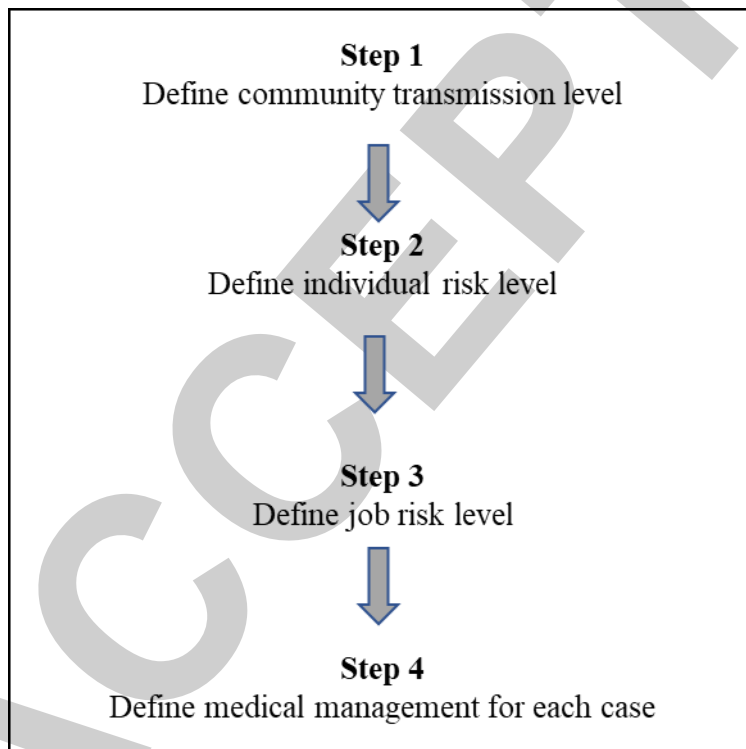 Step 1
Define community transmission level
Step 2
Define individual risk level
Step 3
Define job risk level
Step 4
Define medical management for each case